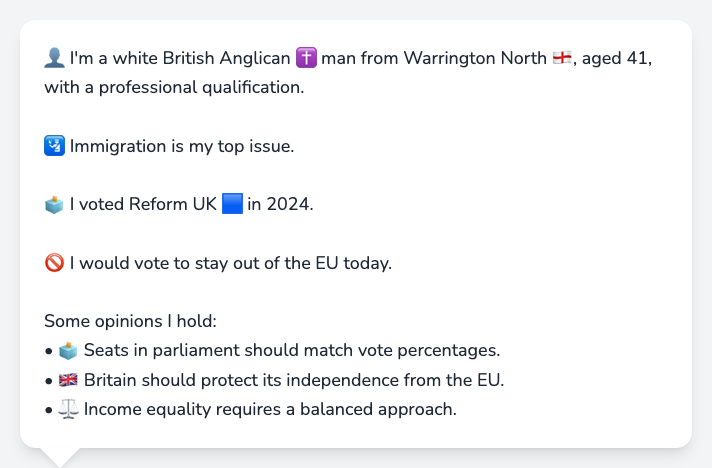 👤 I'm a white British Anglican ✝️ man from Warrington North 🏴󠁧󠁢󠁥󠁮󠁧󠁿, aged 41,
with a professional qualification.
🛂 Immigration is my top issue.
🗳️ I voted Reform UK 🟦 in 2024.
🚫 I would vote to stay out of the EU today.
Some opinions I hold:
• 🗳️ Seats in parliament should match vote percentages.
• 🇬🇧 Britain should protect its independence from the EU.
• ⚖️ Income equality requires a balanced approach.